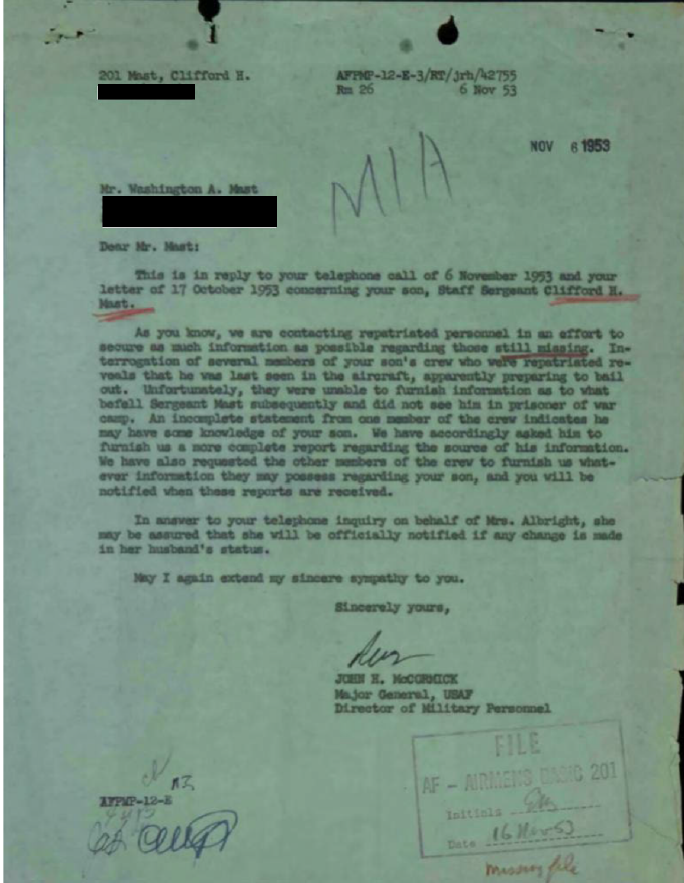 201 Mast, Clifford H.
AFPMP-12-E-3/RT/jrh/42755
Rm 26 6 Nov 53
NOV 6 1953
MIA
Mr. Washington A. Mast
Dear Mr. Mast:
This is in reply to your telephone call of 6 November 1953 and your
letter of 17 October 1953 concerning your son, Staff Sergeant Clifford H.
Mast.
As you know, we are contacting repatriated personnel in an effort to
secure as much information as possible regarding those still missing. In-
terrogation of several members of your son's crew who were repatriated re-
veals that he was last seen in the aircraft, apparently preparing to bail
out. Unfortunately, they were unable to furnish information as to what
befell Sergeant Mast subsequently and did not see him in prisoner of war
camp. An incomplete statement from one member of the crew indicates he
may have some knowledge of your son. We have accordingly asked him to
furnish us a more complete report regarding the source of his information.
We have also requested the other members of the crew to furnish us what-
ever information they may possess regarding your son, and you will be
notified when these reports are received.
In answer to your telephone inquiry on behalf of Mrs. Albright, she
may be assured that she will be officially notified if any change is made
in her husband's status.
May I again extend my sincere sympathy to you.
Sincerely yours,
JOHN H. McCORMICK
Major General, USAF
Director of Military Personnel
FILE
AF - AIRMEN'S BASIC 201
Initials
Date 16 Nov 53
missing file
AFPMP-12-E